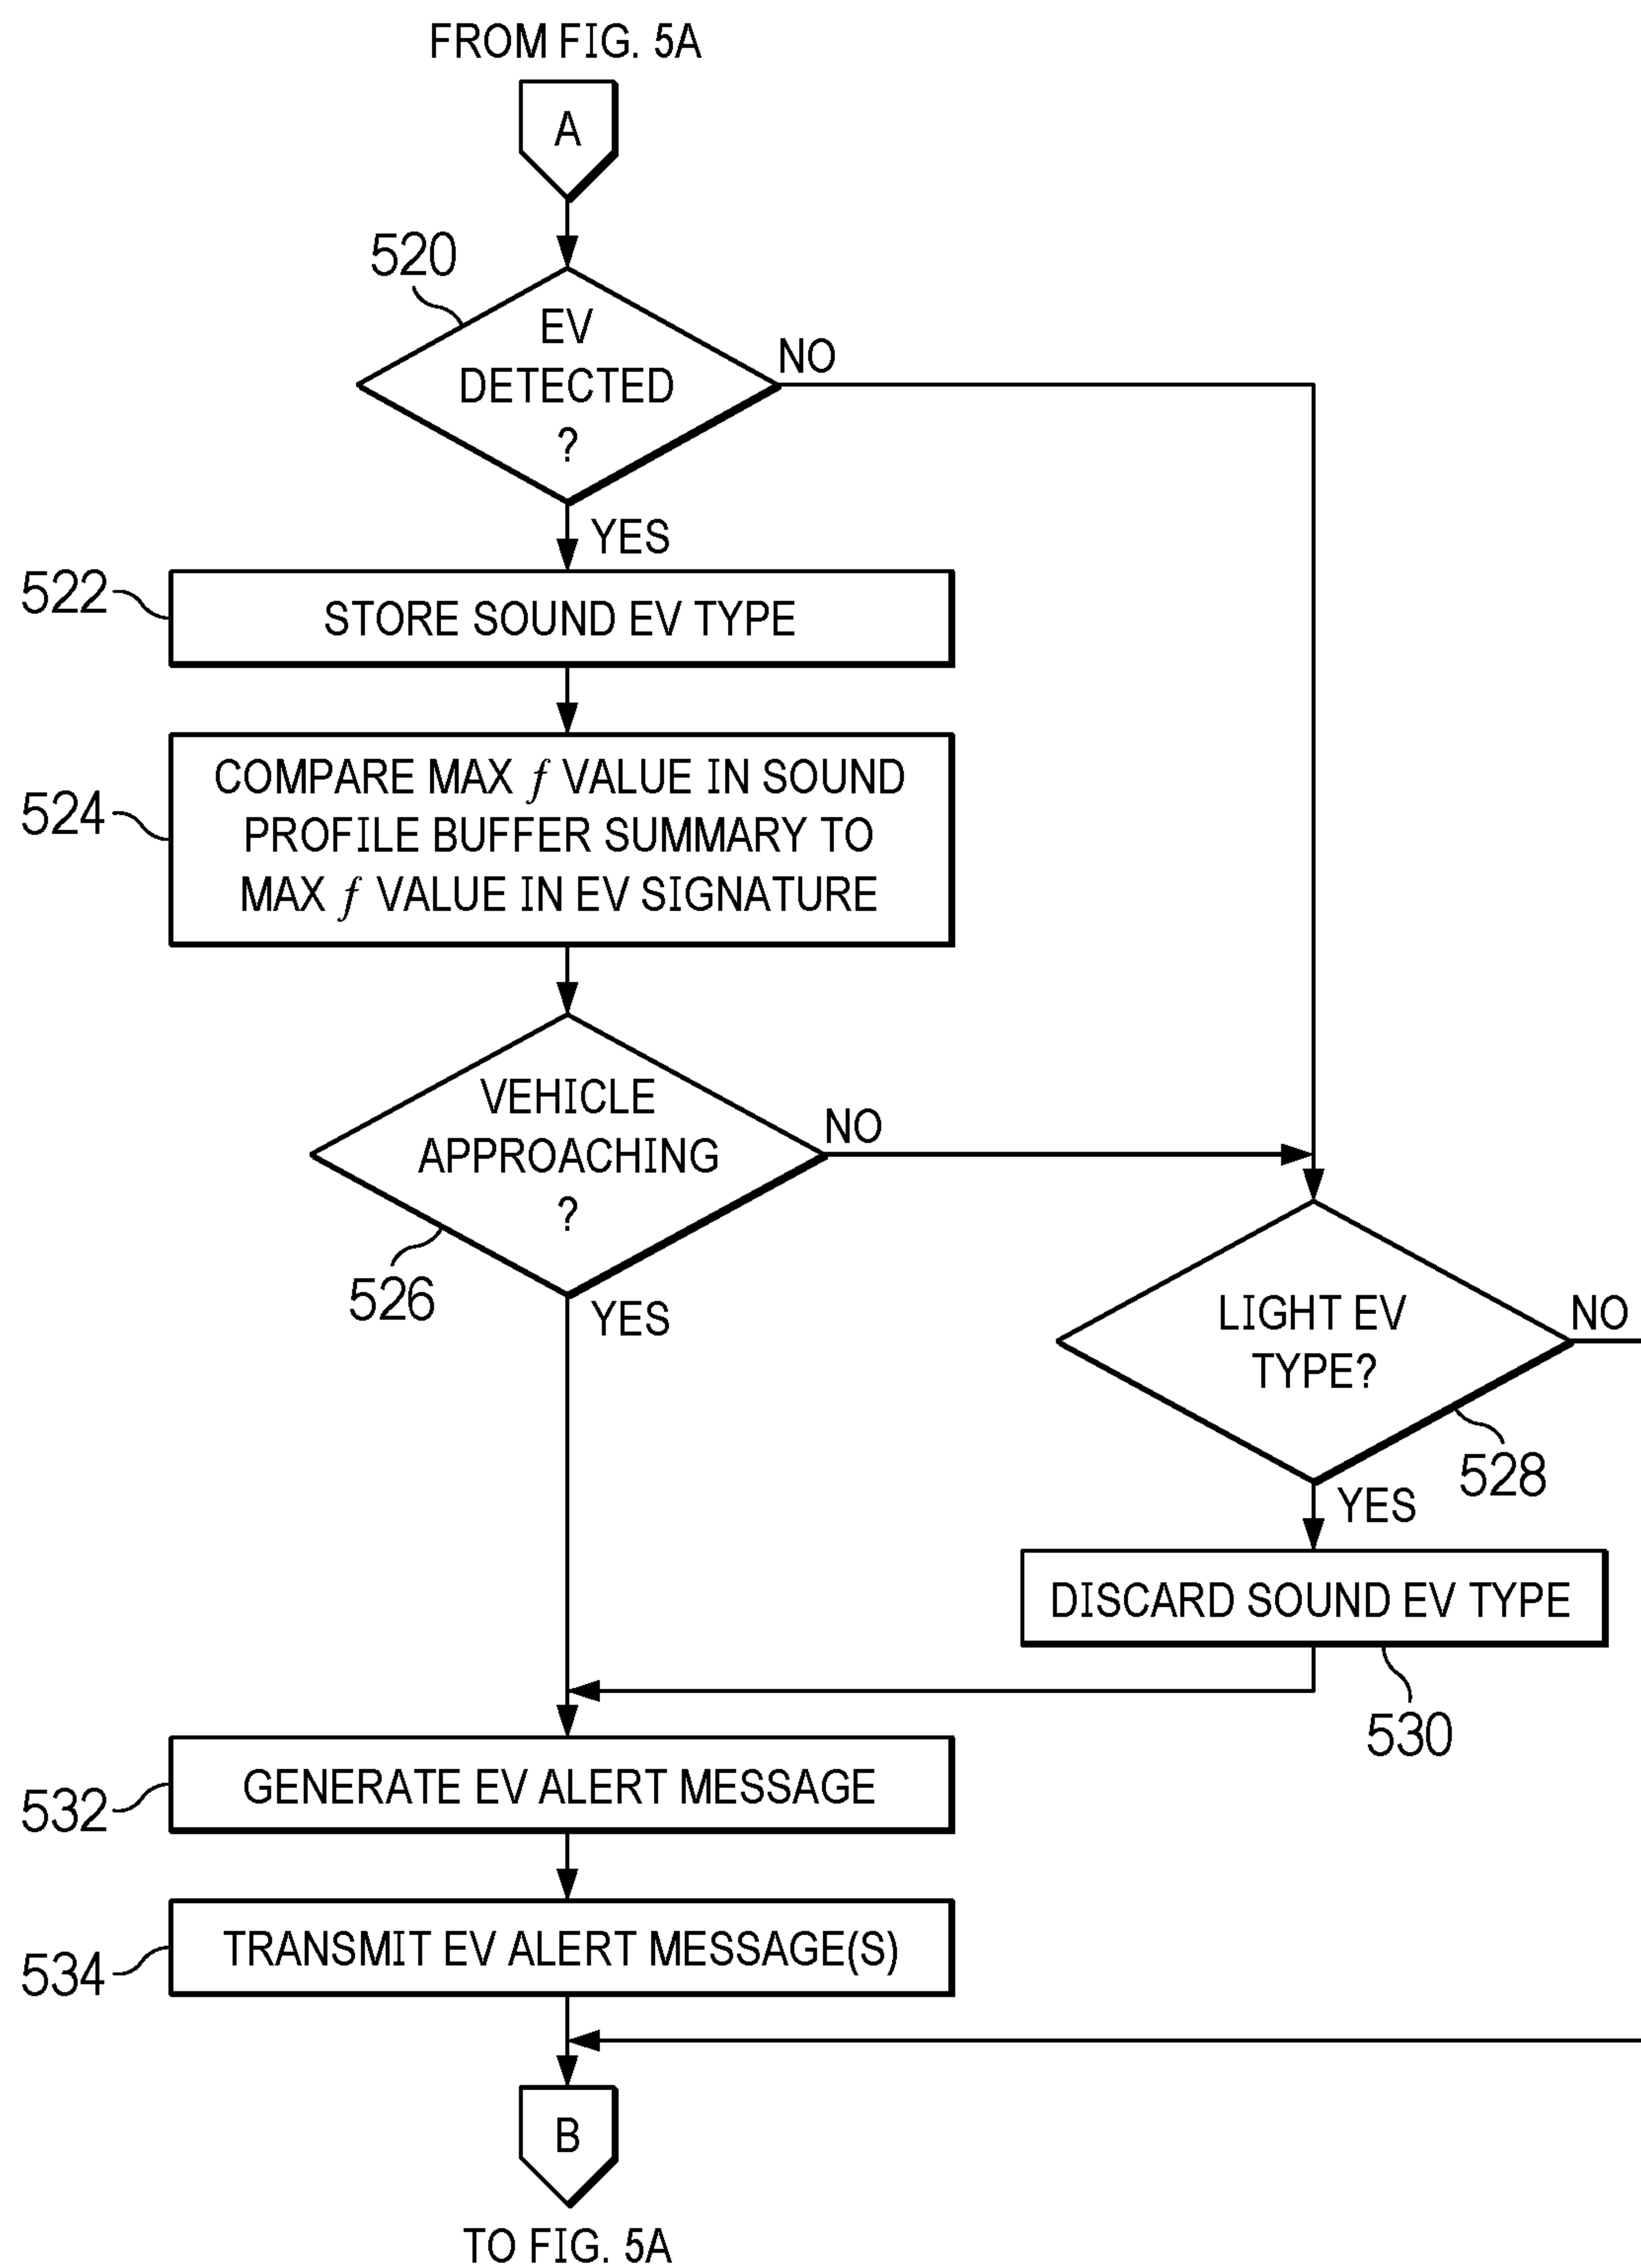 FROM FIG. 5A
A
520
EV
DETECTED
?
NO
YES
522
STORE SOUND EV TYPE
524
COMPARE MAX f VALUE IN SOUND
PROFILE BUFFER SUMMARY TO
MAX f VALUE IN EV SIGNATURE
VEHICLE
APPROACHING
?
NO
526
YES
LIGHT EV
TYPE?
NO
528
YES
DISCARD SOUND EV TYPE
530
532
GENERATE EV ALERT MESSAGE
534
TRANSMIT EV ALERT MESSAGE(S)
B
TO FIG. 5A